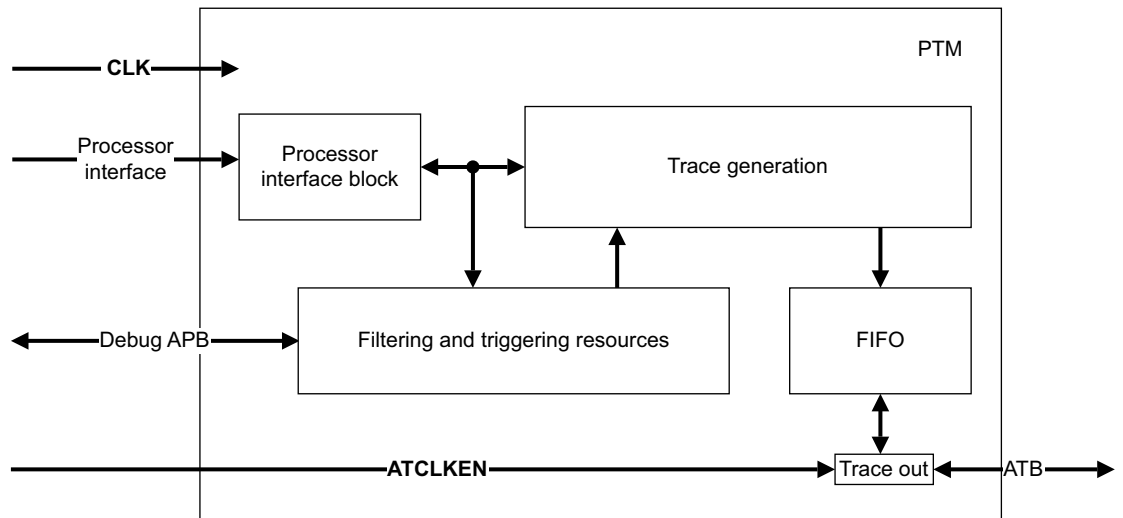 PTM
CLK
Processor
interface
Processor
interface block
Trace generation
Debug APB
Filtering and triggering resources
FIFO
ATCLKEN
Trace out
ATB